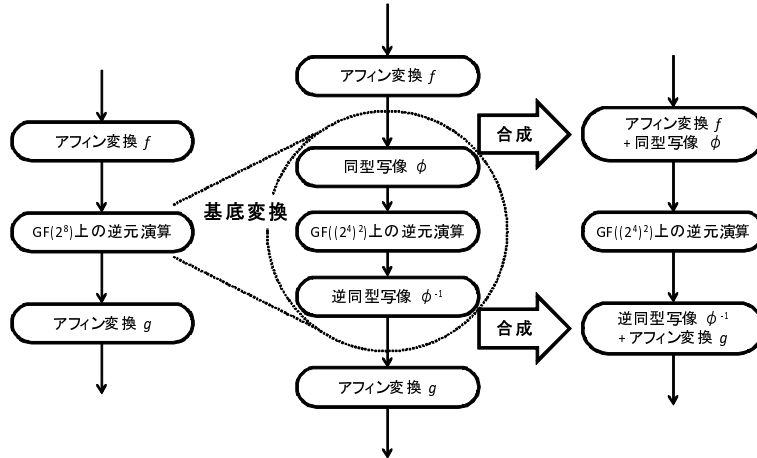 アフィン変換 f
GF(2⁸)上の逆元演算
アフィン変換 g
基底変換
アフィン変換 f
同型写像 φ
GF((2⁴)²)上の逆元演算
逆同型写像 φ⁻¹
アフィン変換 g
合成
合成
アフィン変換 f
+ 同型写像 φ
GF((2⁴)²)上の逆元演算
逆同型写像 φ⁻¹
+ アフィン変換 g